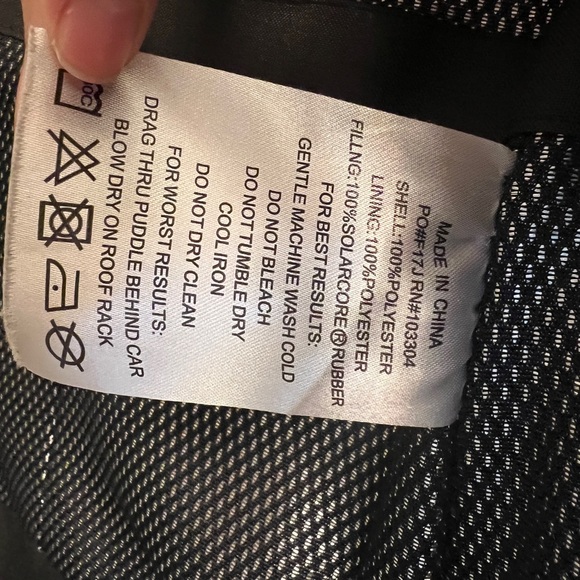 MADE IN CHINA
PO#F17J RN#103304
SHELL:100%POLYESTER
LINING:100%POLYESTER
FILLNG:100%SOLARCORE®RUBBER
FOR BEST RESULTS:
GENTLE MACHINE WASH COLD
DO NOT BLEACH
DO NOT TUMBLE DRY
COOL IRON
DO NOT DRY CLEAN
FOR WORST RESULTS:
DRAG THRU PUDDLE BEHIND CAR
BLOW DRY ON ROOF RACK